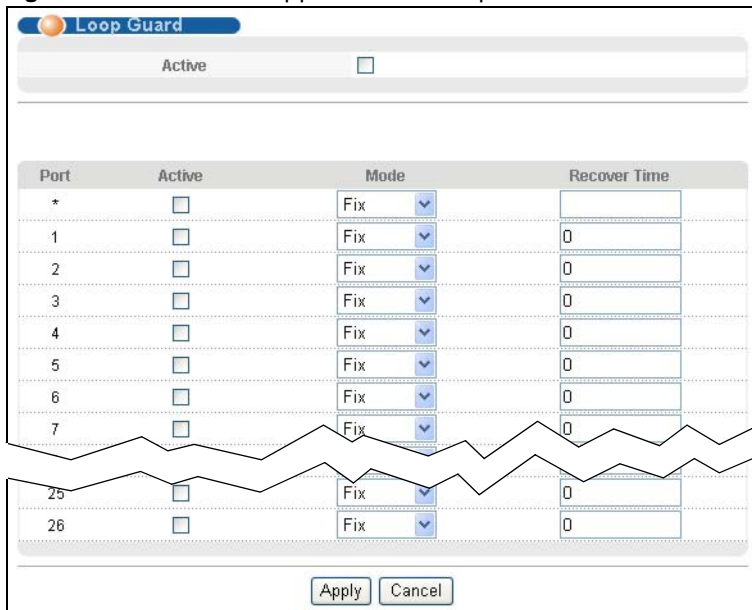 Loop Guard
Active
Port Active Mode Recover Time
* Fix
1 Fix 0
2 Fix 0
3 Fix 0
4 Fix 0
5 Fix 0
6 Fix 0
7 Fix 0
25 Fix 0
26 Fix 0
Apply Cancel